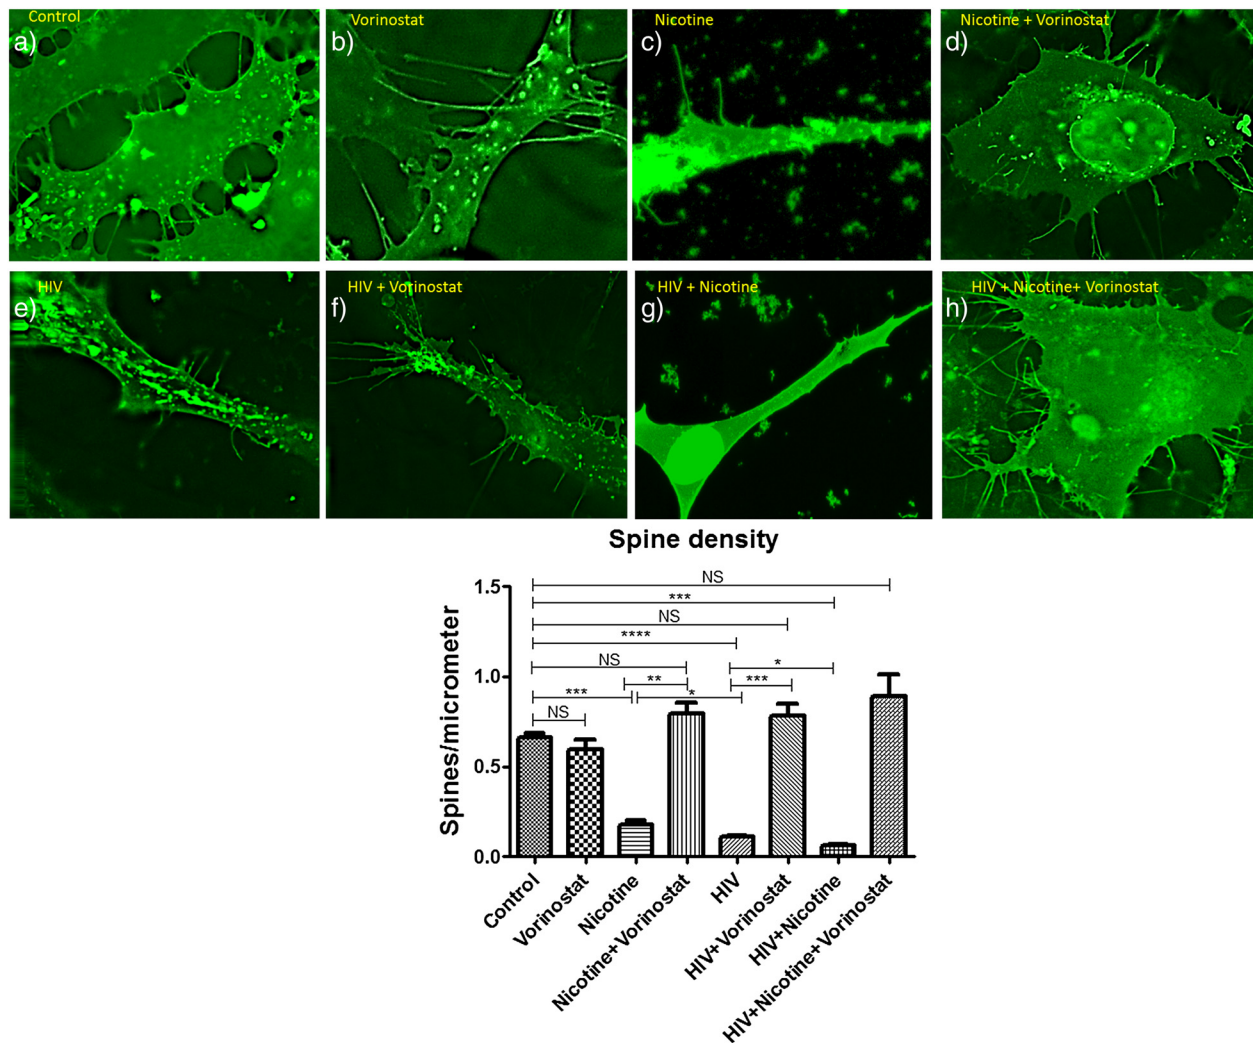 Control
a)
Vorinostat
b)
Nicotine
c)
Nicotine + Vorinostat
d)
HIV
e)
HIV + Vorinostat
f)
HIV + Nicotine
g)
HIV + Nicotine+ Vorinostat
h)
Spine density
Spines/micrometer
1.5
1.0
0.5
0.0
NS
***
NS
****
NS
*
**
***
***
*
NS
Control
Vorinostat
Nicotine
Nicotine+Vorinostat
HIV
HIV+Vorinostat
HIV+Nicotine
HIV+Nicotine+Vorinostat